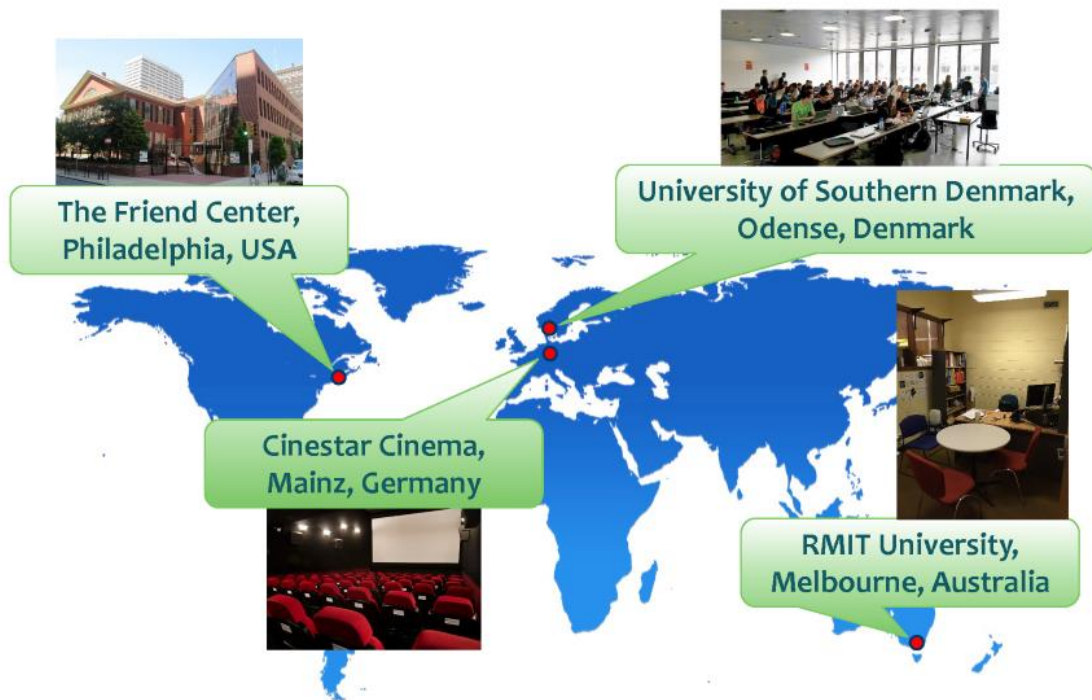 The Friend Center,
Philadelphia, USA
University of Southern Denmark,
Odense, Denmark
Cinestar Cinema,
Mainz, Germany
RMIT University,
Melbourne, Australia